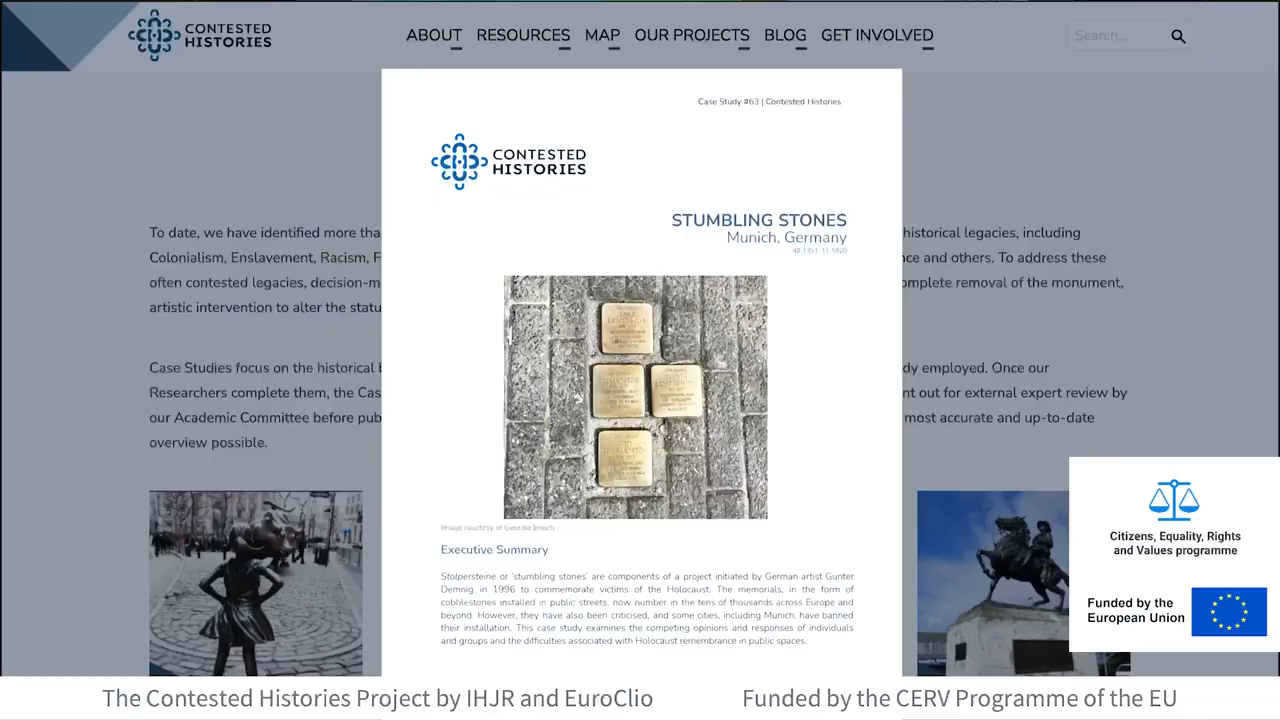 CONTESTED
HISTORIES
ABOUT RESOURCES MAP OUR PROJECTS BLOG GET INVOLVED
Search...
Case Study #63 | Contested Histories
CONTESTED
HISTORIES
STUMBLING STONES
Munich, Germany
Image courtesy of Geordie Enoch
Executive Summary
Stolpersteine or 'stumbling stones' are components of a project initiated by German artist Gunter
Demnig in 1996 to commemorate victims of the Holocaust. The memorials, in the form of
cobblestones installed in public streets, now number in the tens of thousands across Europe and
beyond. However, they have also been criticised, and some cities, including Munich, have banned
their installation. This case study examines the competing opinions and responses of individuals
and groups and the difficulties associated with Holocaust remembrance in public spaces.
To date, we have identified more tha
historical legacies, including
Colonialism, Enslavement, Racism, F
nce and others. To address these
often contested legacies, decision-m
omplete removal of the monument,
artistic intervention to alter the statu
Case Studies focus on the historical b
dy employed. Once our
Researchers complete them, the Cas
nt out for external expert review by
our Academic Committee before pub
most accurate and up-to-date
overview possible.
Citizens, Equality, Rights
and Values programme
Funded by the
European Union
The Contested Histories Project by IHJR and EuroClio Funded by the CERV Programme of the EU